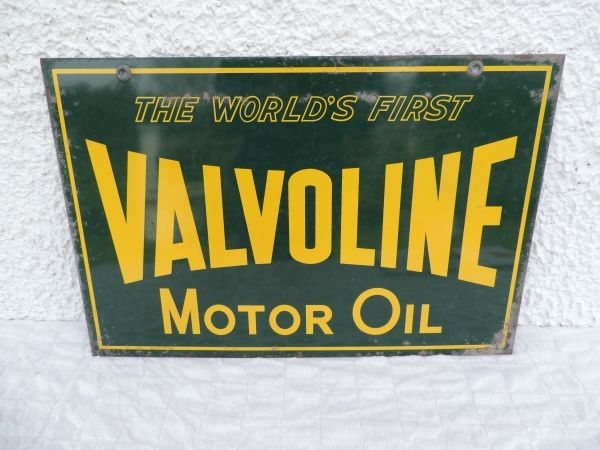 THE WORLD'S FIRST
VALVOLINE
MOTOR OIL